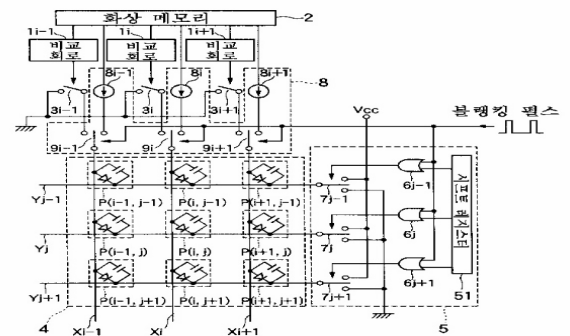 화상 메모리 2
1i-1 1i 1i+1
비교 회로 비교 회로 비교 회로
8i-1 8i 8i+1 8
3i-1 3i 3i+1
Vcc 블랭킹 펄스
9i-1 9i 9i+1
P(i-1, j-1) P(i, j-1) P(i+1, j-1)
Yj-1 7j-1 6j-1
P(i-1, j) P(i, j) P(i+1, j)
Yj 7j 6j
시프트 레지스터
P(i-1, j+1) P(i, j+1) P(i+1, j+1)
Yj+1 7j+1 6j+1 51
4 Xi-1 Xi Xi+1 5